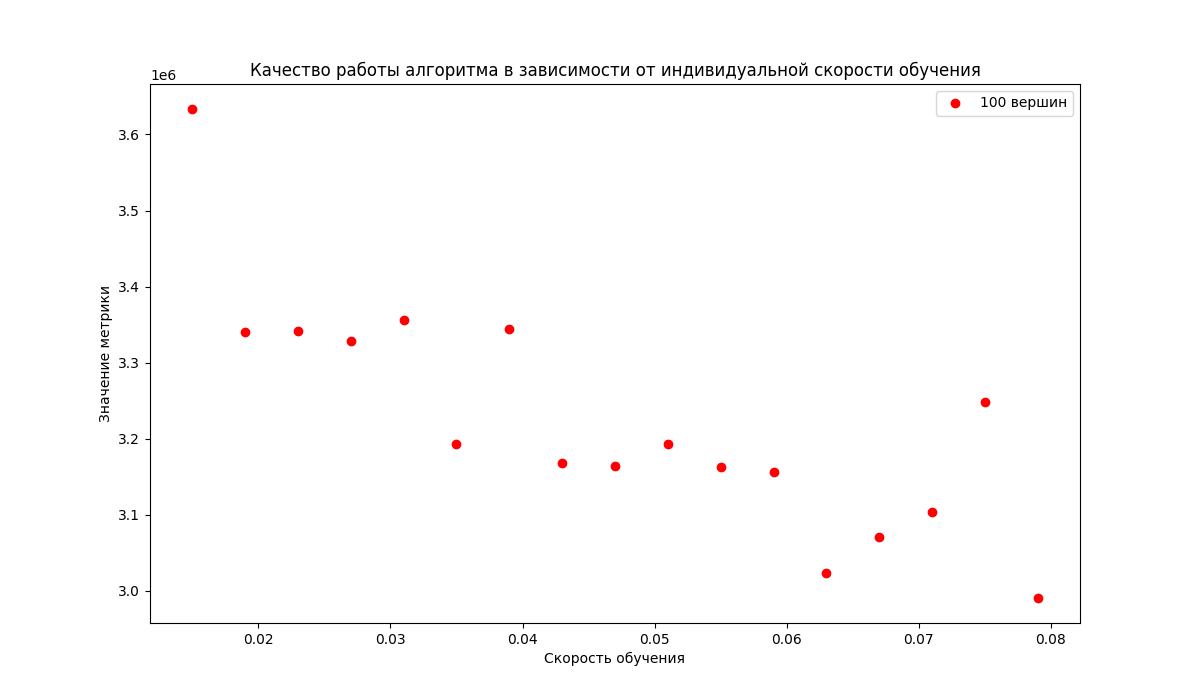 Качество работы алгоритма в зависимости от индивидуальной скорости обучения
1e6
100 вершин
3.6
3.5
3.4
3.3
3.2
3.1
3.0
Значение метрики
0.02 0.03 0.04 0.05 0.06 0.07 0.08
Скорость обучения